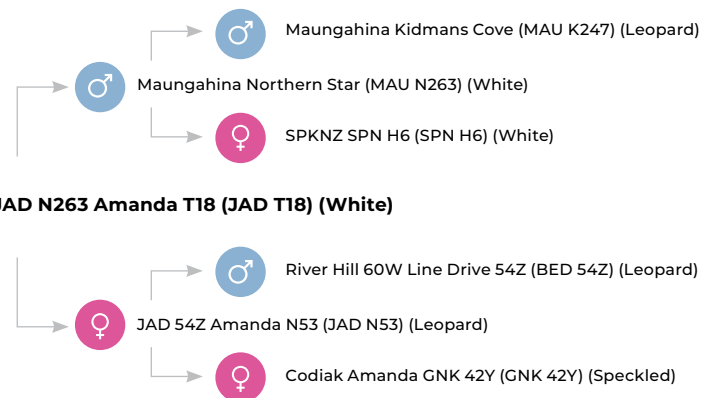 Maungahina Kidmans Cove (MAU K247) (Leopard)
Maungahina Northern Star (MAU N263) (White)
SPKNZ SPN H6 (SPN H6) (White)
JAD N263 Amanda T18 (JAD T18) (White)
River Hill 60W Line Drive 54Z (BED 54Z) (Leopard)
JAD 54Z Amanda N53 (JAD N53) (Leopard)
Codiak Amanda GNK 42Y (GNK 42Y) (Speckled)